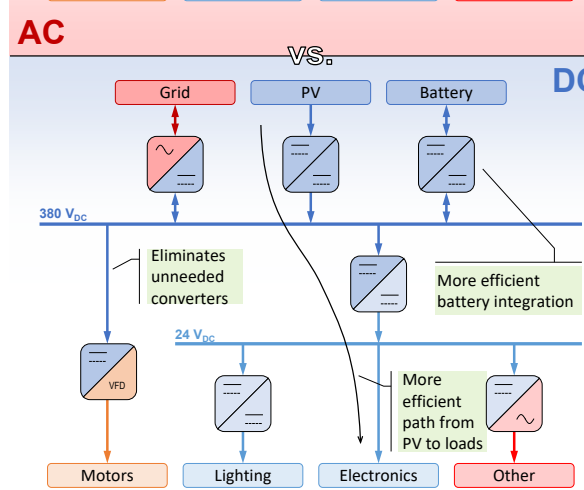 AC
vs.
DC
Grid
PV
Battery
380 VDC
Eliminates
unneeded
converters
More efficient
battery integration
24 VDC
VFD
More
efficient
path from
PV to loads
Motors
Lighting
Electronics
Other